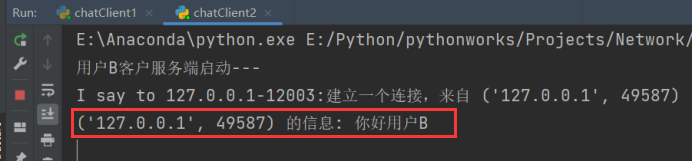 Run: chatClient1 × chatClient2 ×
E:\Anaconda\python.exe E:/Python/pythonworks/Projects/Network/
用户B客户服务端启动---
I say to 127.0.0.1-12003:建立一个连接，来自 ('127.0.0.1', 49587)
('127.0.0.1', 49587) 的信息: 你好用户B